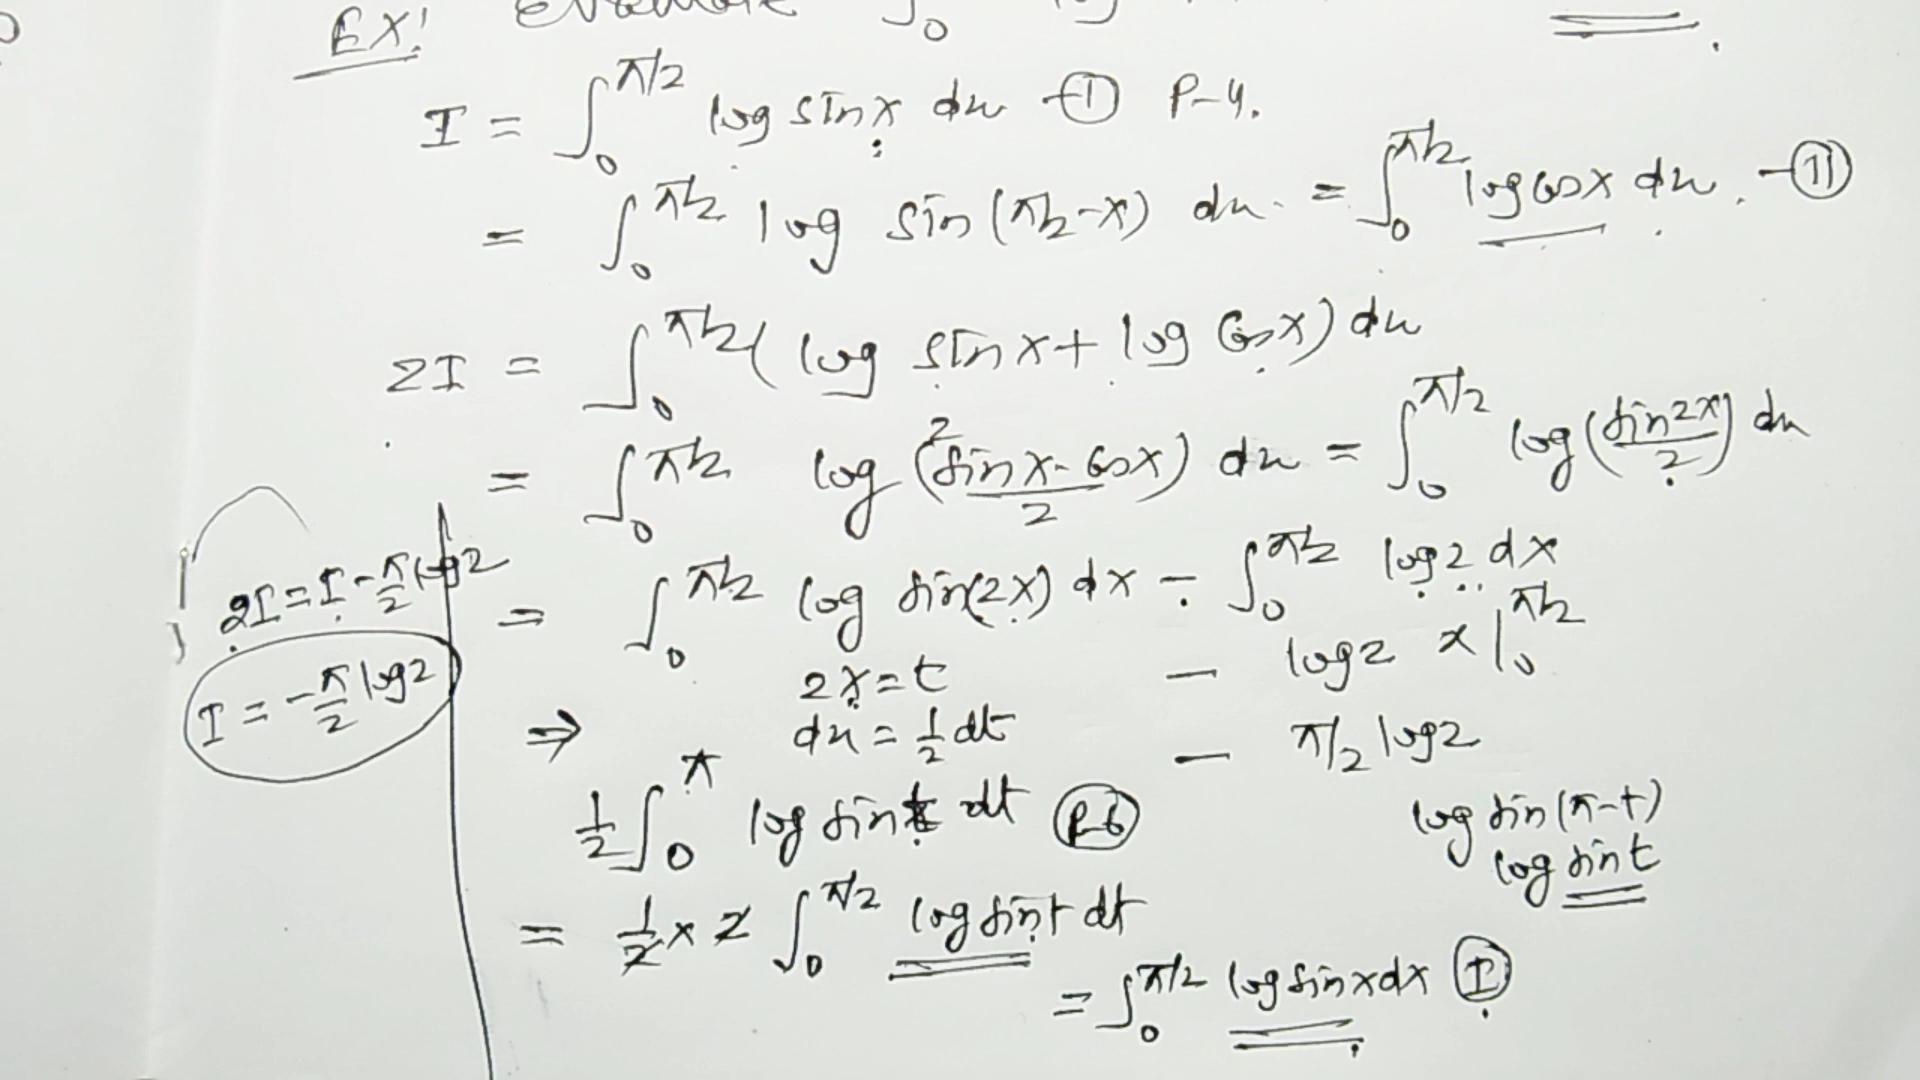 EX! Evaluate ∫₀ log
I = ∫₀^{π/2} log sin x dx —① P-4.
= ∫₀^{π/2} log sin (π/2-x) dx. = ∫₀^{π/2} log cos x dx. —⑪
2I = ∫₀^{π/2} (log sin x + log cos x) dx
= ∫₀^{π/2} log (2 sin x. cos x / 2) dx = ∫₀^{π/2} log (sin 2x / 2) dx
= ∫₀^{π/2} log sin(2x) dx - ∫₀^{π/2} log 2 dx
2x = t - log 2 x|₀^{π/2}
⇒ dx = 1/2 dt - π/2 log 2
1/2 ∫₀^π log sin t dt (P-6)
log sin (π-t)
log sin t
= 1/2 x 2 ∫₀^{π/2} log sin t dt
= ∫₀^{π/2} log sin x dx (I)
2I = I - π/2 log 2
I = -π/2 log 2